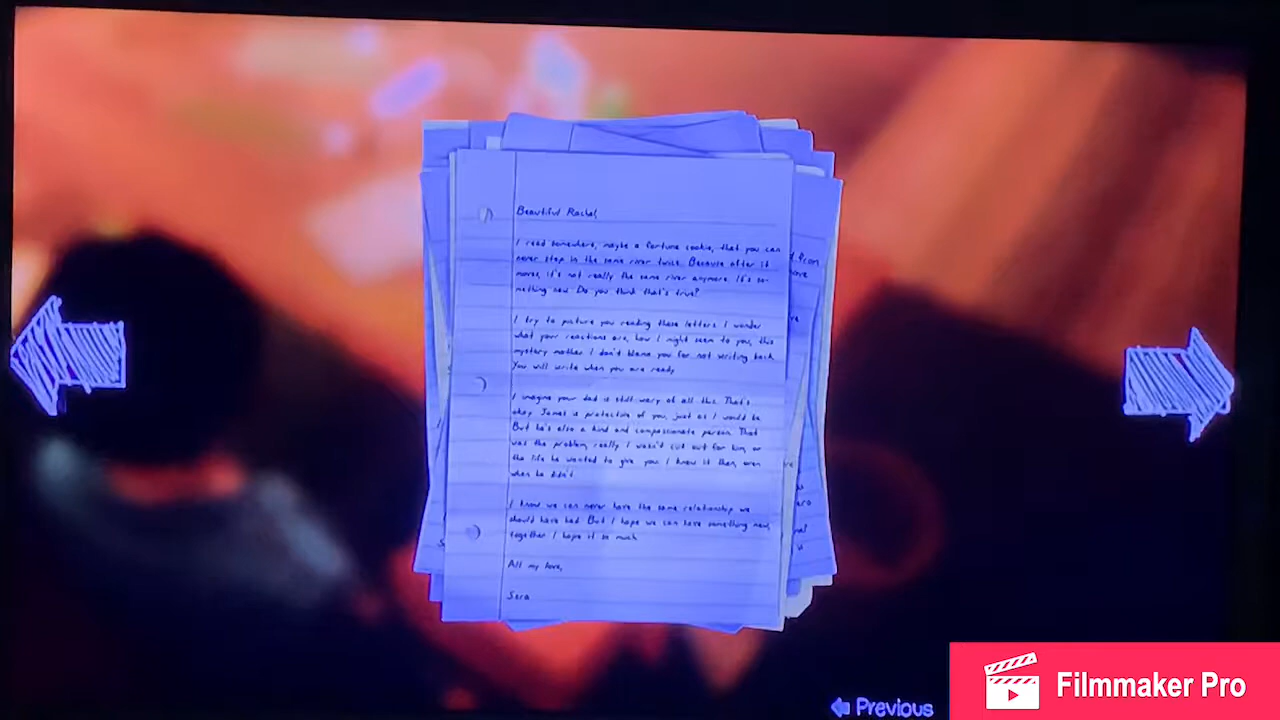 Beautiful Rachel,
I read somewhere, maybe a fortune cookie, that you can
never step in the same river twice. Because after it
moves, it's not really the same river anymore. It's so-
mething new. Do you think that's true?
I try to picture you reading these letters. I wonder
what your reactions are, how I might seem to you, this
mystery mother. I don't blame you for not writing back.
You will write when you are ready.
I imagine your dad is still wary of all this. That's
okay. James is protective of you, just as I would be.
But he's also a kind and compassionate person. That
was the problem, really. I wasn't cut out for him, or
the life he wanted to give you. I knew it then, even
when he didn't.
I know we can never have the same relationship we
should have had. But I hope we can have something new,
together. I hope it so much.
All my love,
Sera
Previous
Filmmaker Pro